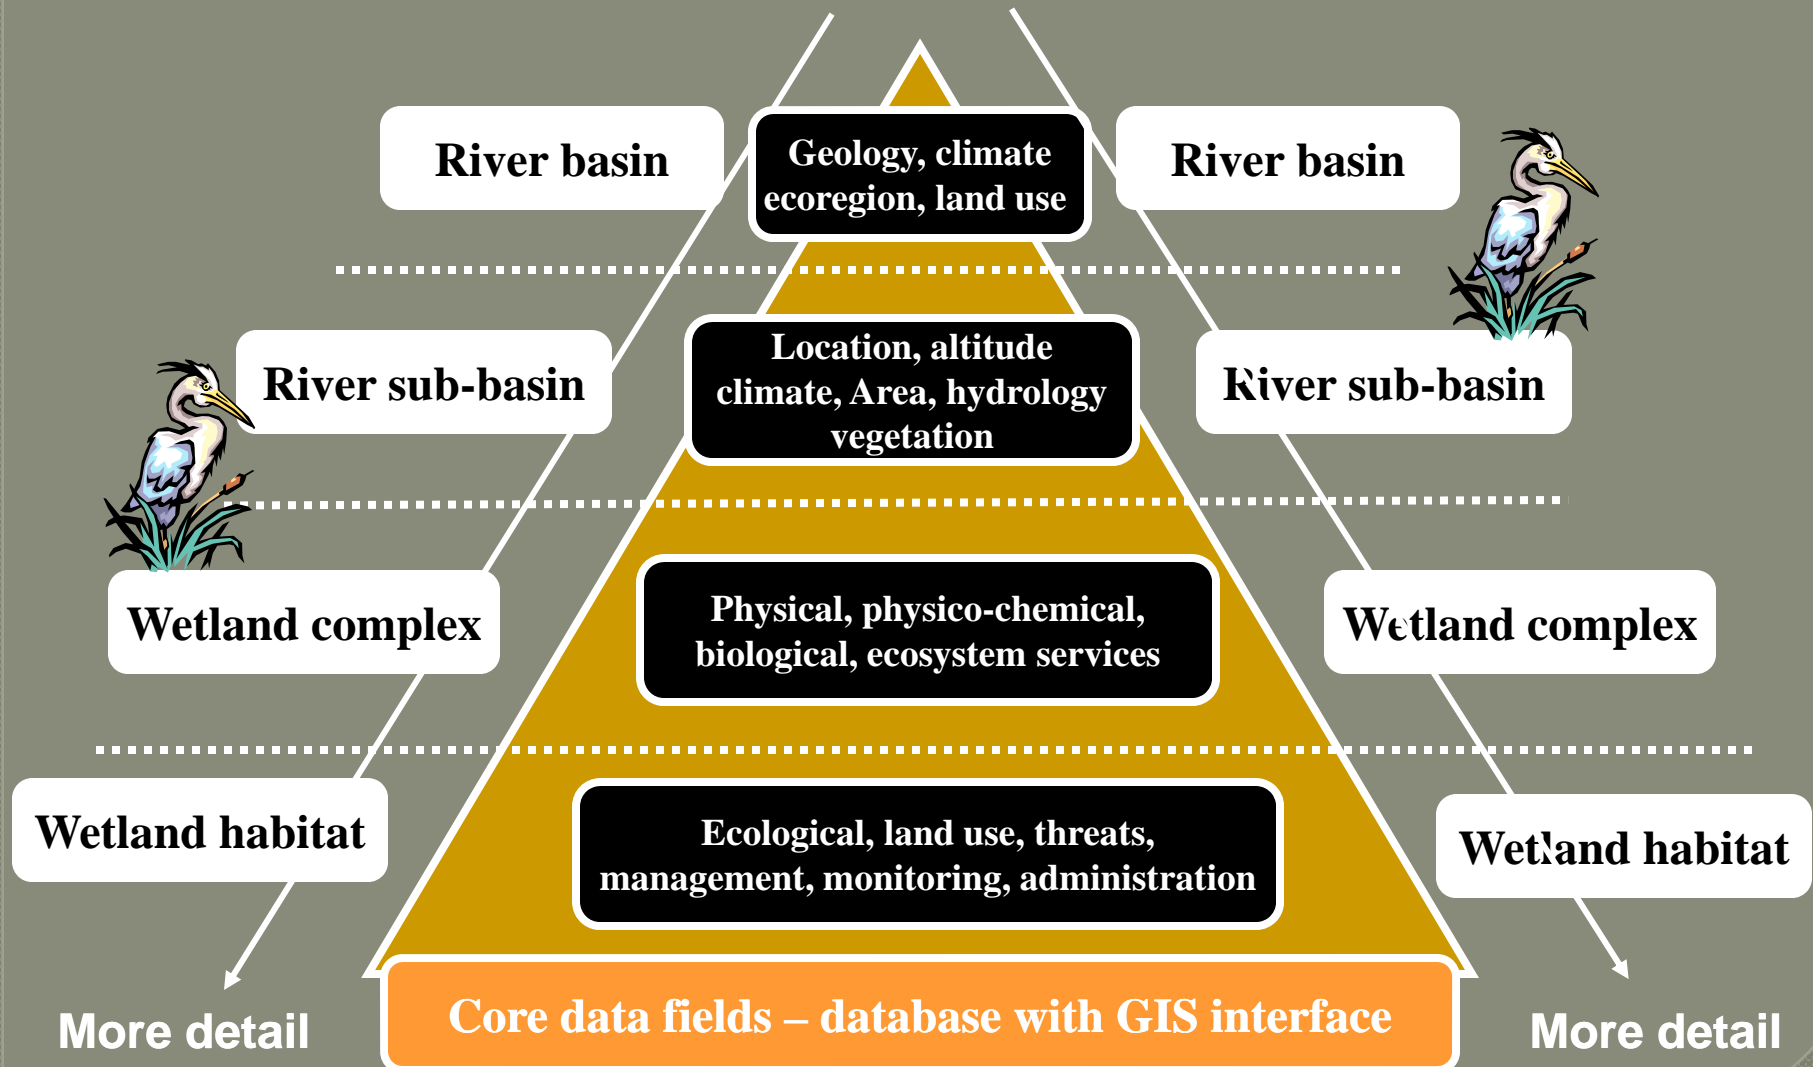 River basin
Geology, climate
ecoregion, land use
River basin
River sub-basin
Location, altitude
climate, Area, hydrology
vegetation
River sub-basin
Wetland complex
Physical, physico-chemical,
biological, ecosystem services
Wetland complex
Wetland habitat
Ecological, land use, threats,
management, monitoring, administration
Wetland habitat
More detail
Core data fields – database with GIS interface
More detail